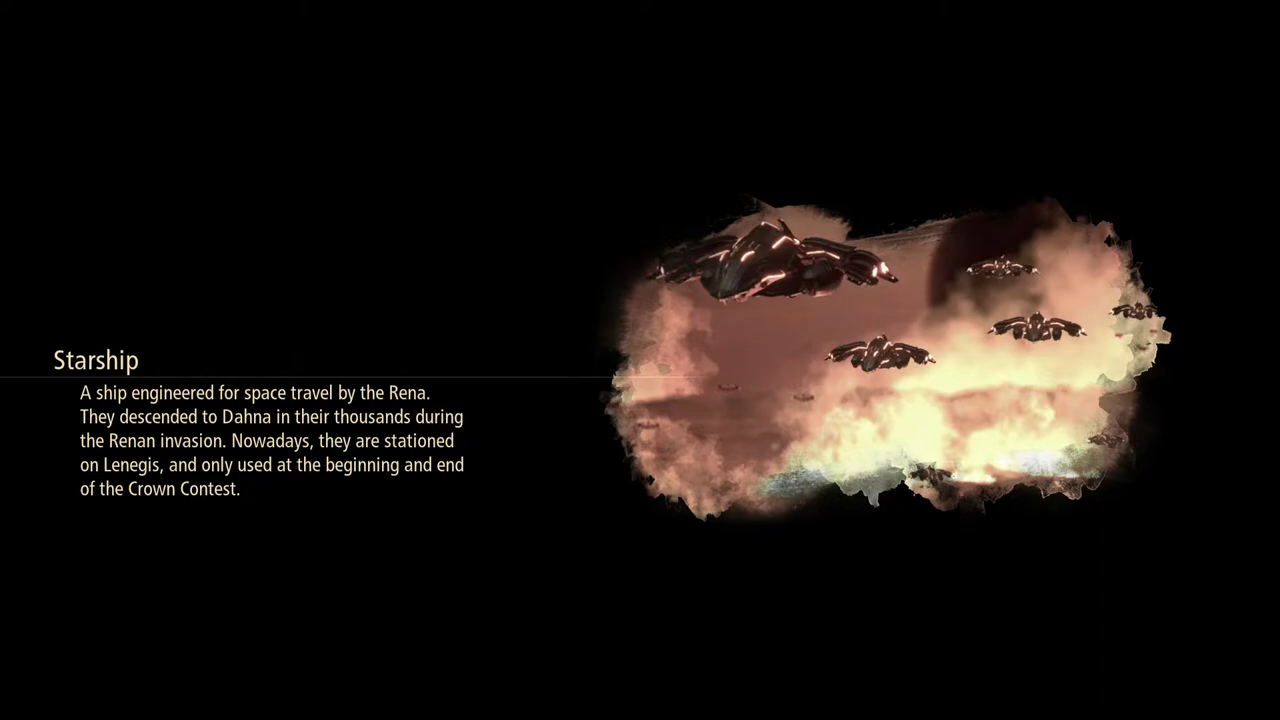 Starship
A ship engineered for space travel by the Rena.
They descended to Dahna in their thousands during
the Renan invasion. Nowadays, they are stationed
on Lenegis, and only used at the beginning and end
of the Crown Contest.